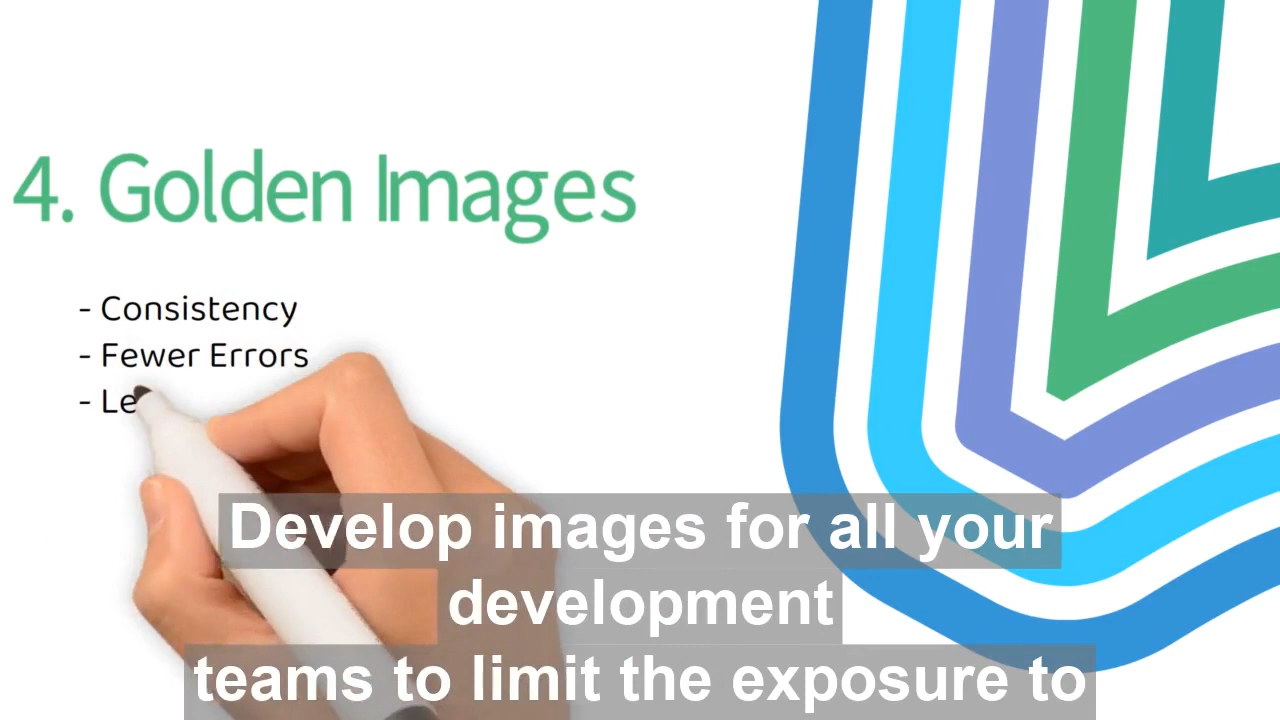 4. Golden Images
- Consistency
- Fewer Errors
- Le
Develop images for all your
development
teams to limit the exposure to